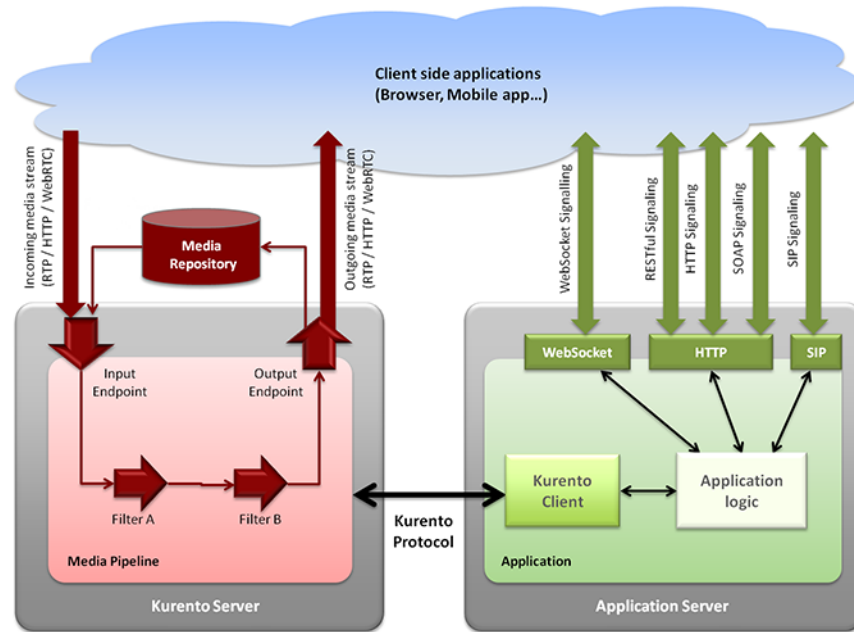 Client side applications
(Browser, Mobile app...)
Incoming media stream
(RTP / HTTP / WebRTC)
Media
Repository
Outgoing media stream
(RTP / HTTP / WebRTC)
WebSocket Signalling
RESTful Signaling
HTTP Signaling
SOAP Signaling
SIP Signaling
WebSocket
HTTP
SIP
Input
Endpoint
Output
Endpoint
Filter A
Filter B
Media Pipeline
Kurento Server
Kurento
Protocol
Kurento
Client
Application
logic
Application
Application Server